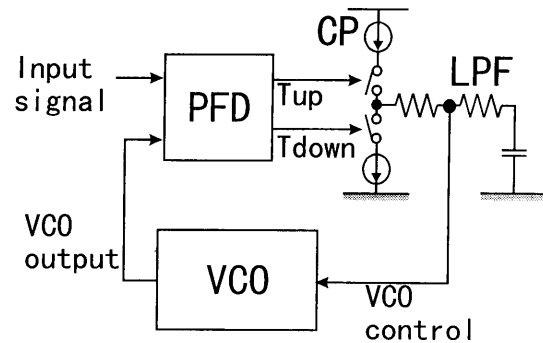 CP
Input
signal
PFD
Tup
LPF
Tdown
VCO
output
VCO
VCO
control